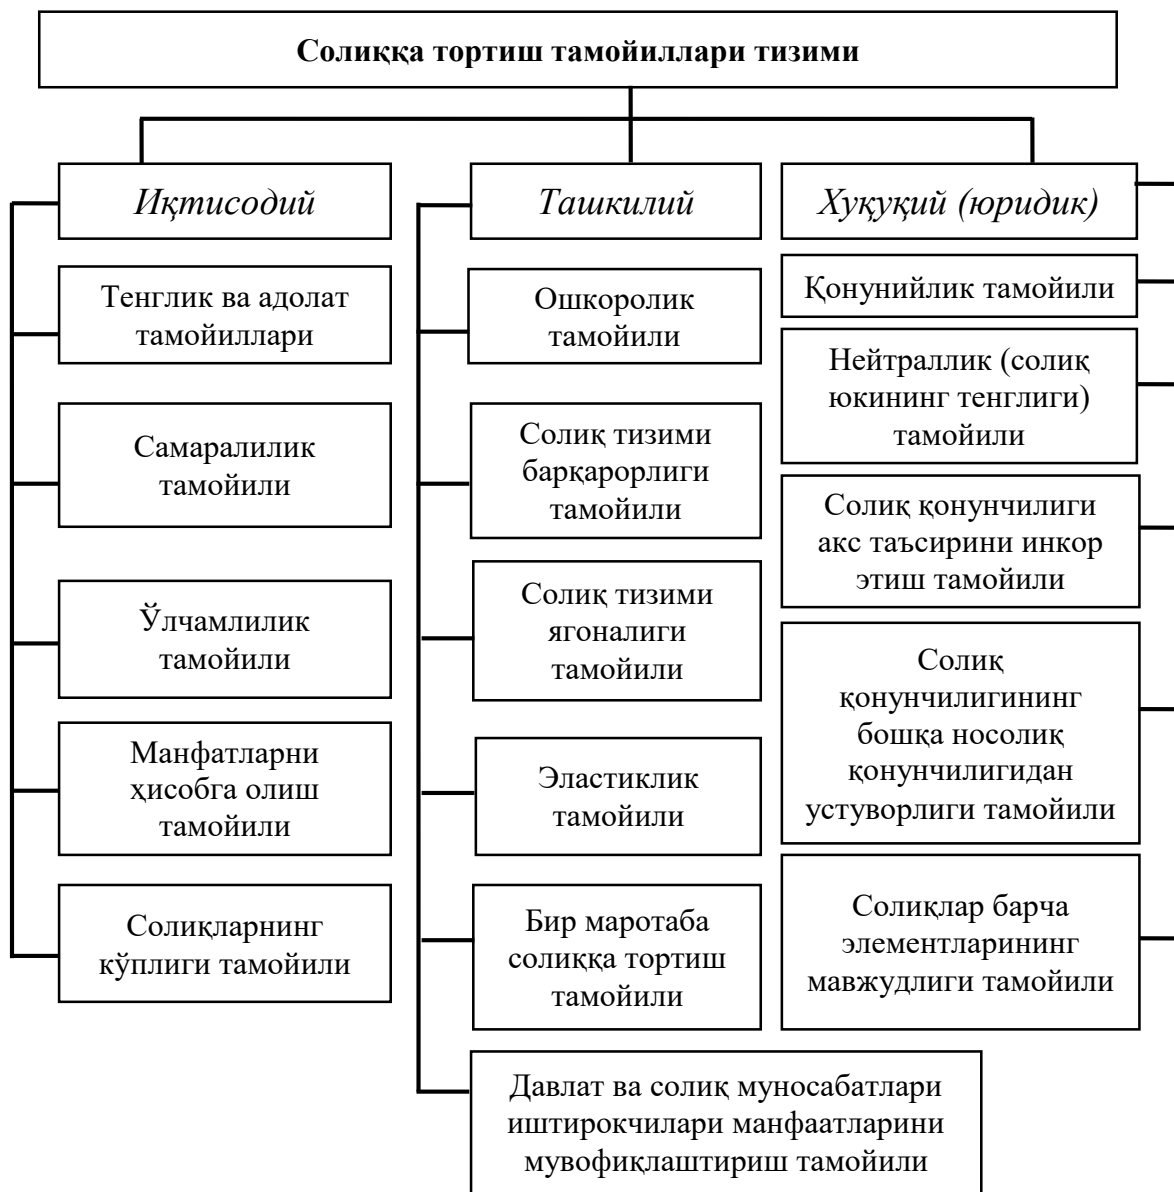 Солиққа тортиш тамойиллари тизими
Иқтисодий
Тенглик ва адолат
тамойиллари
Самаралилик
тамойили
Ўлчамлилик
тамойили
Манфатларни
ҳисобга олиш
тамойили
Солиқларнинг
кўплиги тамойили
Ташкилий
Ошкоролик
тамойили
Солиқ тизими
барқарорлиги
тамойили
Солиқ тизими
ягоналиги
тамойили
Эластиклик
тамойили
Бир маротаба
солиққа тортиш
тамойили
Давлат ва солиқ муносабатлари
иштирокчилари манфаатларини
мувофиқлаштириш тамойили
Хуқуқий (юридик)
Қонунийлик тамойили
Нейтраллик (солиқ
юкининг тенглиги)
тамойили
Солиқ қонунчилиги
акс таъсирини инкор
этиш тамойили
Солиқ
қонунчилигининг
бошқа носолиқ
қонунчилигидан
устуворлиги тамойили
Солиқлар барча
элементларининг
мавжудлиги тамойили